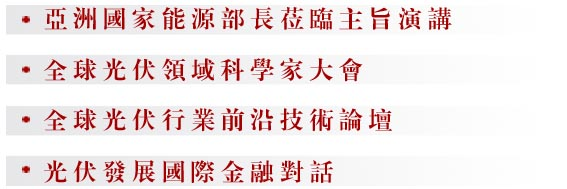 • 亞洲國家能源部長蒞臨主旨演講
• 全球光伏領域科學家大會
• 全球光伏行業前沿技術論壇
• 光伏發展國際金融對話